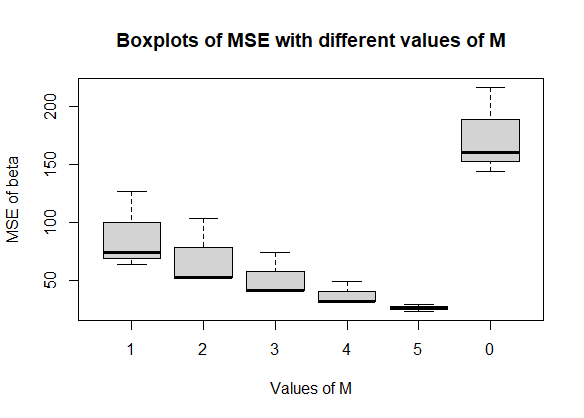 Boxplots of MSE with different values of M
MSE of beta
200
150
100
50
1 2 3 4 5 0
Values of M